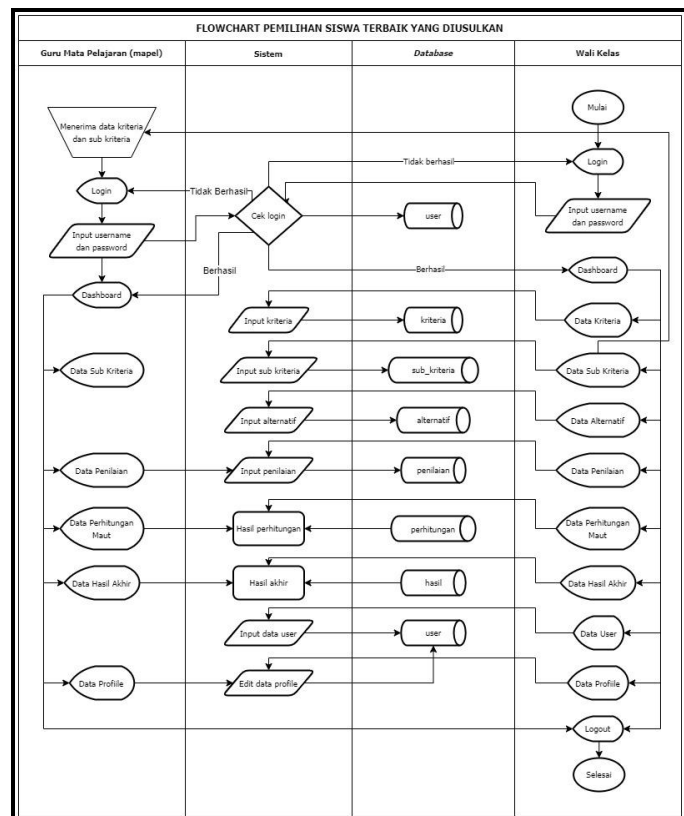 FLOWCHART PEMILIHAN SISWA TERBAIK YANG DIUSULKAN
Guru Mata Pelajaran (mapel)
Sistem
Database
Wali Kelas
Mulai
Menerima data kriteria
dan sub kriteria
Tidak berhasil
Login
Login
Tidak Berhasil
Cek login
user
Input username
dan password
Input username
dan password
Berhasil
Berhasil
Dashboard
Dashboard
Input kriteria
kriteria
Data Kriteria
Data Sub Kriteria
Input sub kriteria
sub_kriteria
Data Sub Kriteria
Input alternatif
alternatif
Data Alternatif
Data Penilaian
Input penilaian
penilaian
Data Penilaian
Data Perhitungan
Maut
Hasil perhitungan
perhitungan
Data Perhitungan
Maut
Data Hasil Akhir
Hasil akhir
hasil
Data Hasil Akhir
Input data user
user
Data User
Data Profiile
Edit data profile
Data Profiile
Logout
Selesai